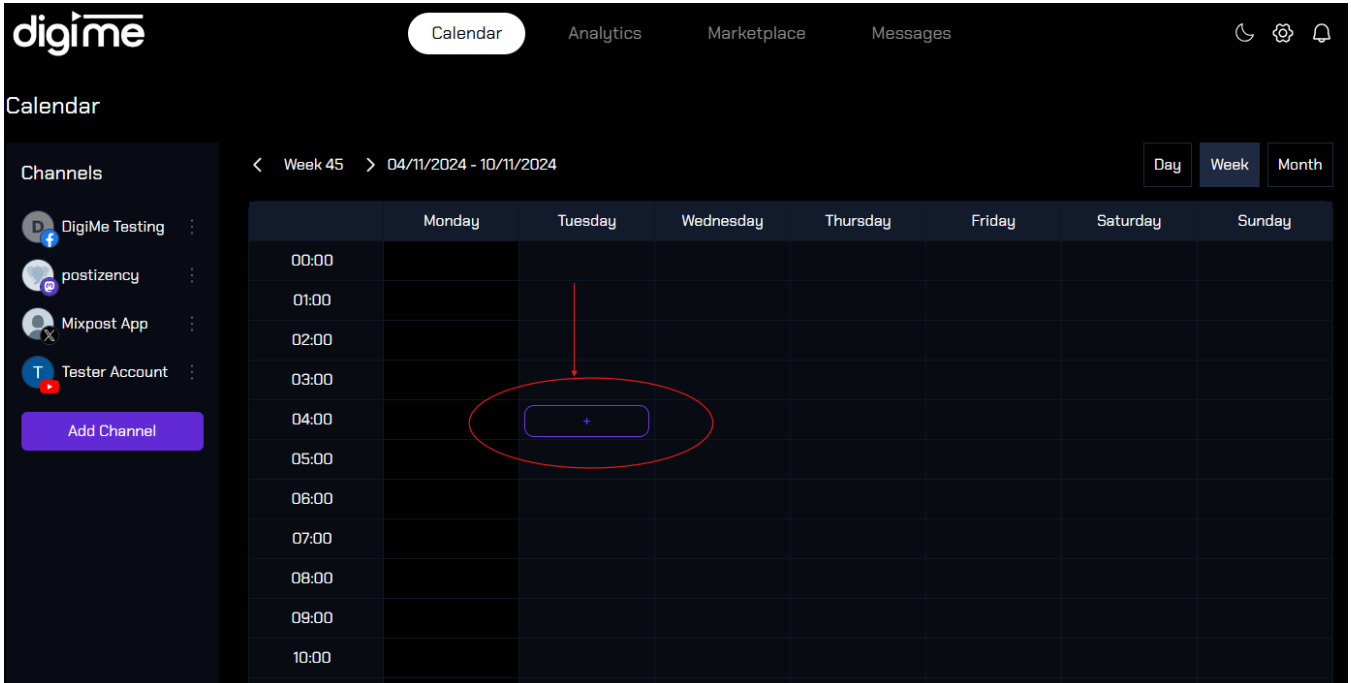 digime
Calendar Analytics Marketplace Messages
Calendar
Channels
D DigiMe Testing
postizency
Mixpost App
T Tester Account
Add Channel
Week 45 04/11/2024 - 10/11/2024
Day Week Month
Monday Tuesday Wednesday Thursday Friday Saturday Sunday
00:00
01:00
02:00
03:00
04:00 +
05:00
06:00
07:00
08:00
09:00
10:00